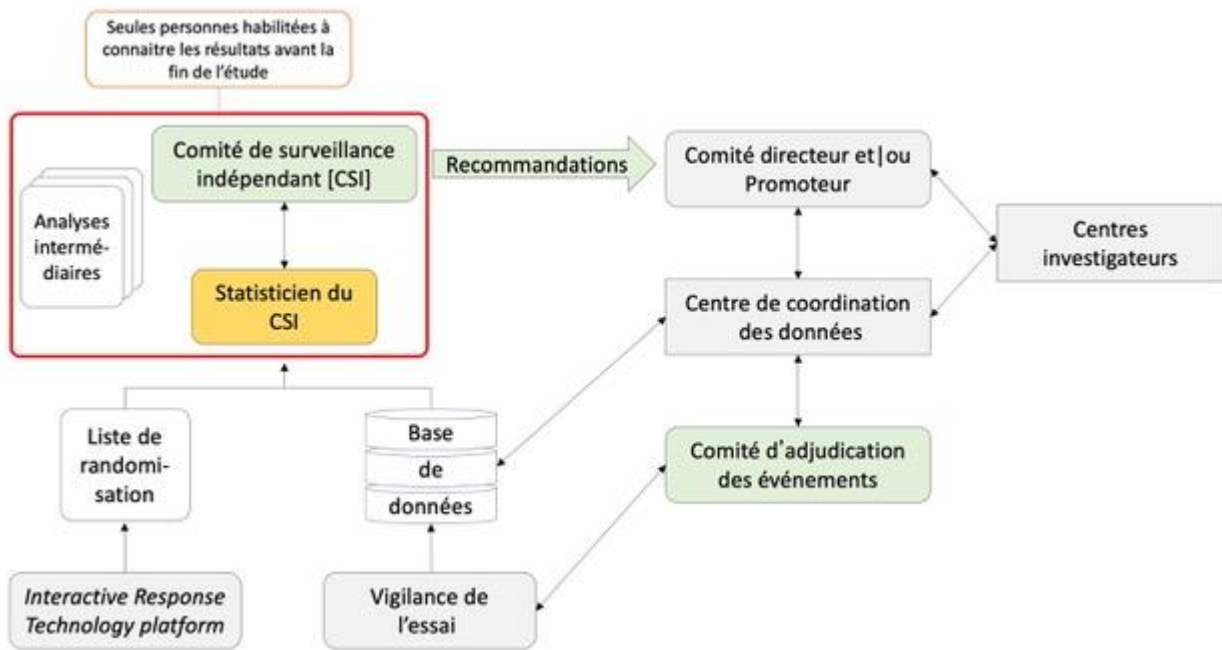 Seules personnes habilitées à
connaitre les résultats avant la
fin de l'étude
Comité de surveillance
indépendant [CSI]
Recommandations
Comité directeur et|ou
Promoteur
Analyses
intermé-
diaires
Centres
investigateurs
Statisticien du
CSI
Centre de coordination
des données
Liste de
randomi-
sation
Base
de
données
Comité d'adjudication
des événements
Interactive Response
Technology platform
Vigilance de
l'essai